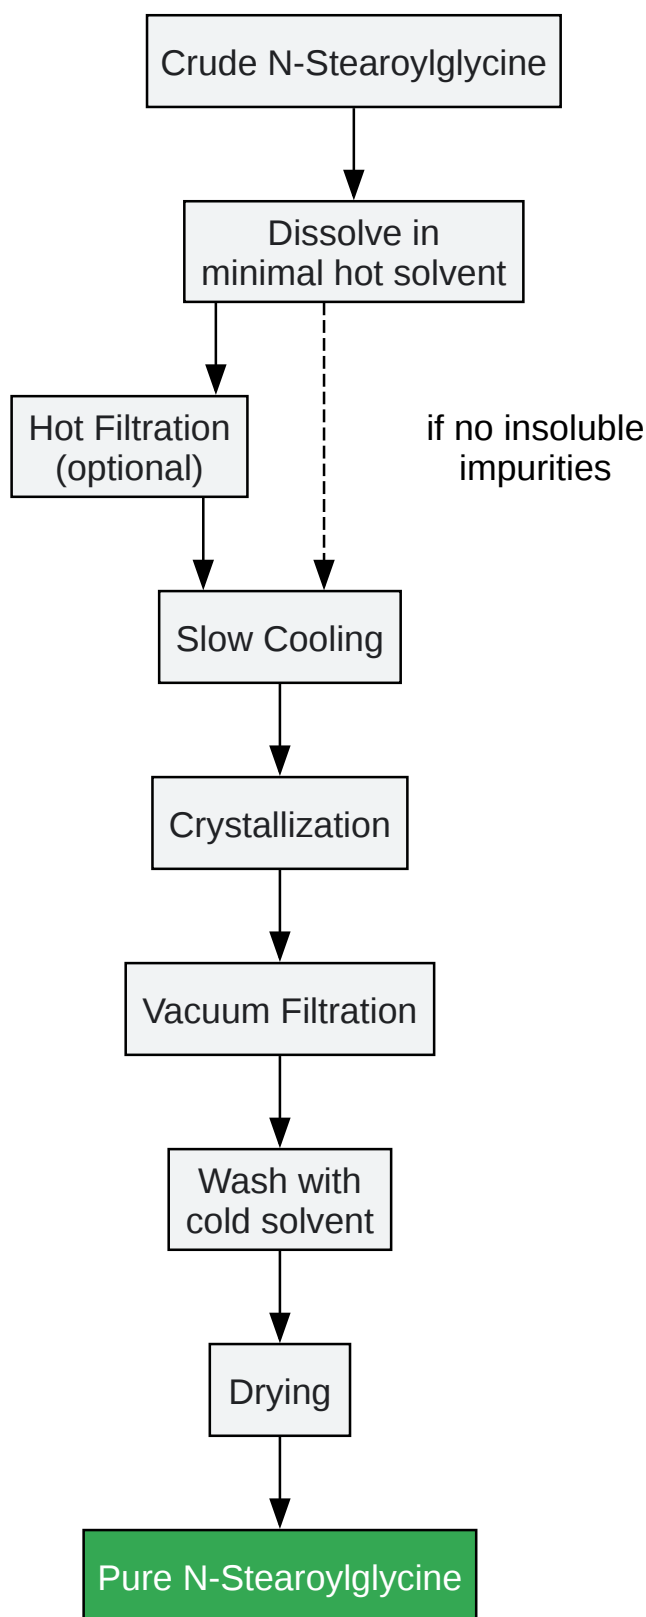 Crude N-Stearoylglycine
Dissolve in
minimal hot solvent
Hot Filtration
(optional)
if no insoluble
impurities
Slow Cooling
Crystallization
Vacuum Filtration
Wash with
cold solvent
Drying
Pure N-Stearoylglycine